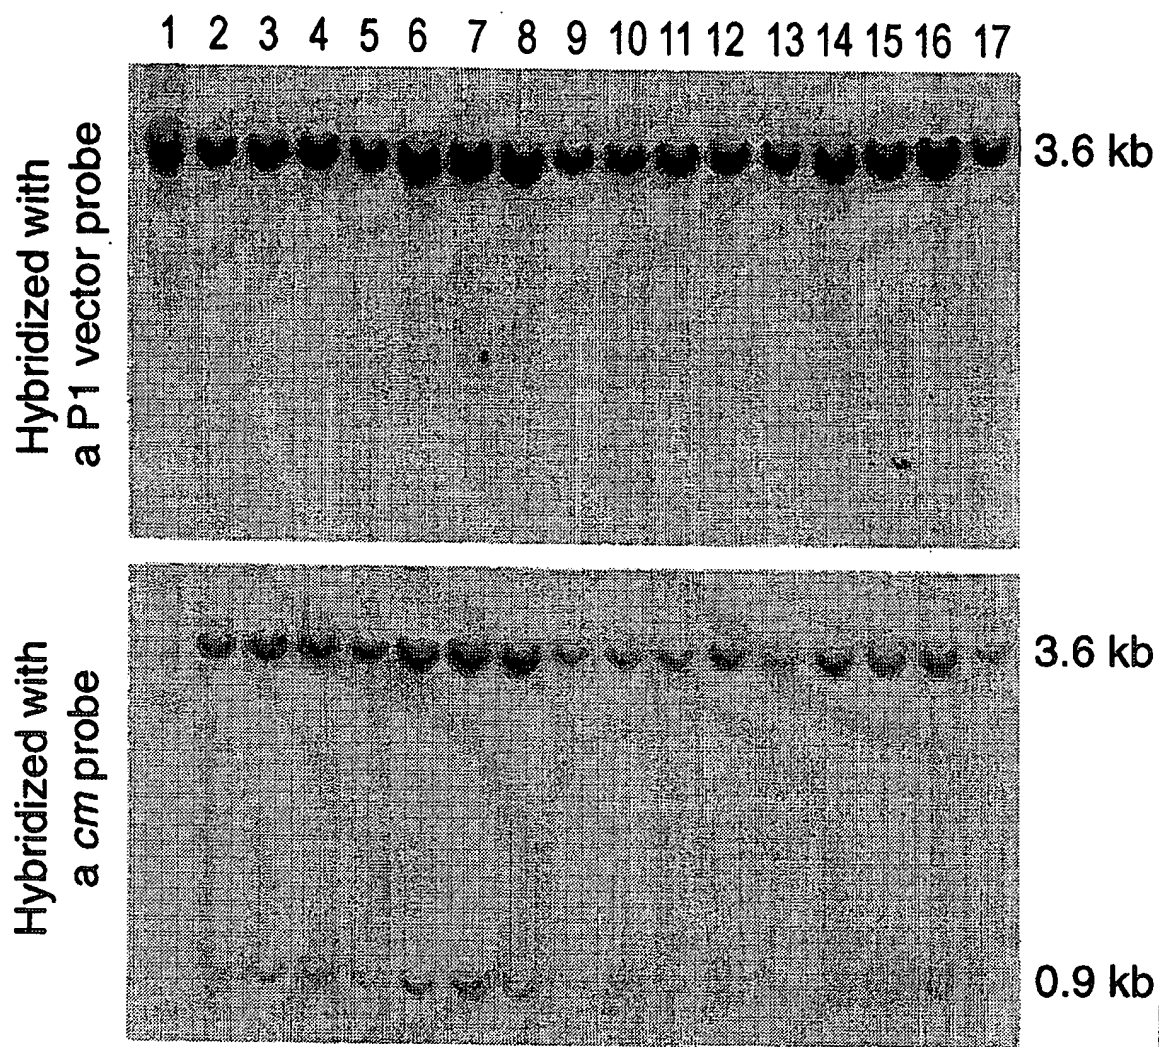 1 2 3 4 5 6 7 8 9 10 11 12 13 14 15 16 17
Hybridized with
a P1 vector probe
3.6 kb
Hybridized with
a cm probe
3.6 kb
0.9 kb